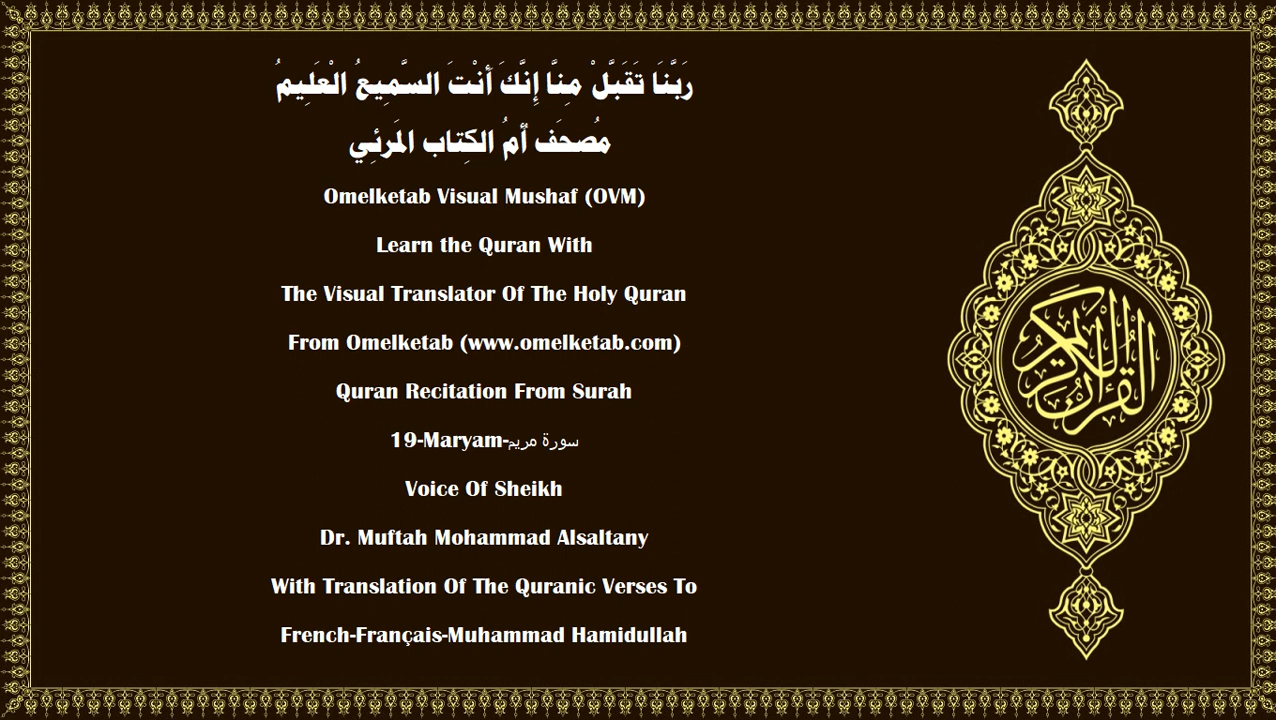 رَبَّنَا تَقَبَّلْ مِنَّا إِنَّكَ أَنْتَ السَّمِيعُ الْعَلِيمُ
مُصحَف أُمُ الكِتاب المَرئِي
Omelketab Visual Mushaf (OVM)
Learn the Quran With
The Visual Translator Of The Holy Quran
From Omelketab (www.omelketab.com)
Quran Recitation From Surah
19-Maryam-سورة مريم
Voice Of Sheikh
Dr. Muftah Mohammad Alsaltany
With Translation Of The Quranic Verses To
French-Français-Muhammad Hamidullah
القرآن الكريم